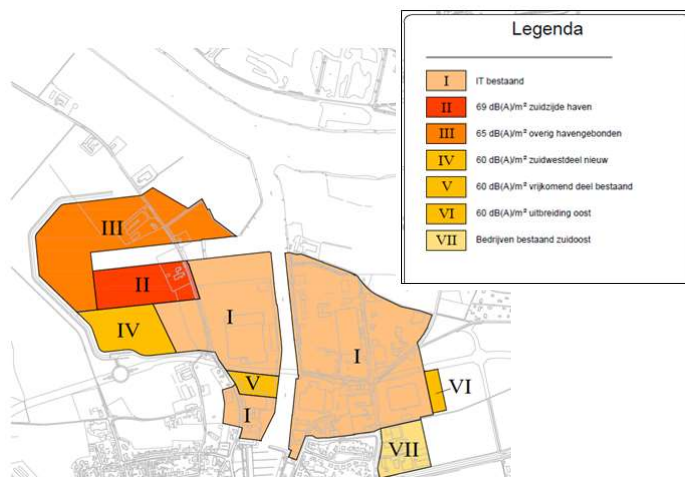 Legenda
I IT bestaand
II 69 dB(A)/m² zuidzijde haven
III 65 dB(A)/m² overig havengebonden
IV 60 dB(A)/m² zuidwestdeel nieuw
V 60 dB(A)/m² vrijkomend deel bestaand
VI 60 dB(A)/m² uitbreiding oost
VII Bedrijven bestaand zuidoost
III
II
I
IV
I
V
VI
I
VII